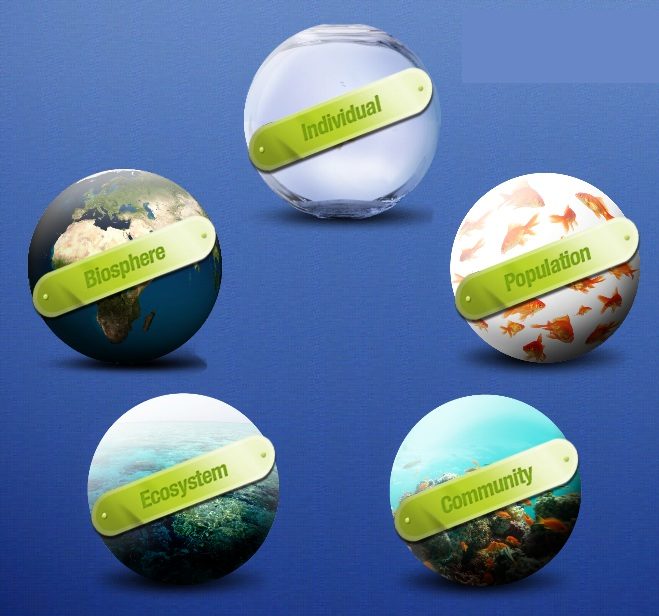 Individual
Biosphere
Population
Ecosystem
Community